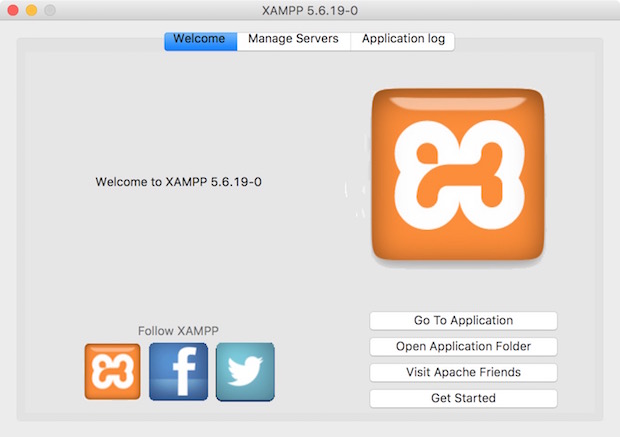 XAMPP 5.6.19-0
Welcome
Manage Servers
Application log
Welcome to XAMPP 5.6.19-0
Follow XAMPP
Go To Application
Open Application Folder
Visit Apache Friends
Get Started